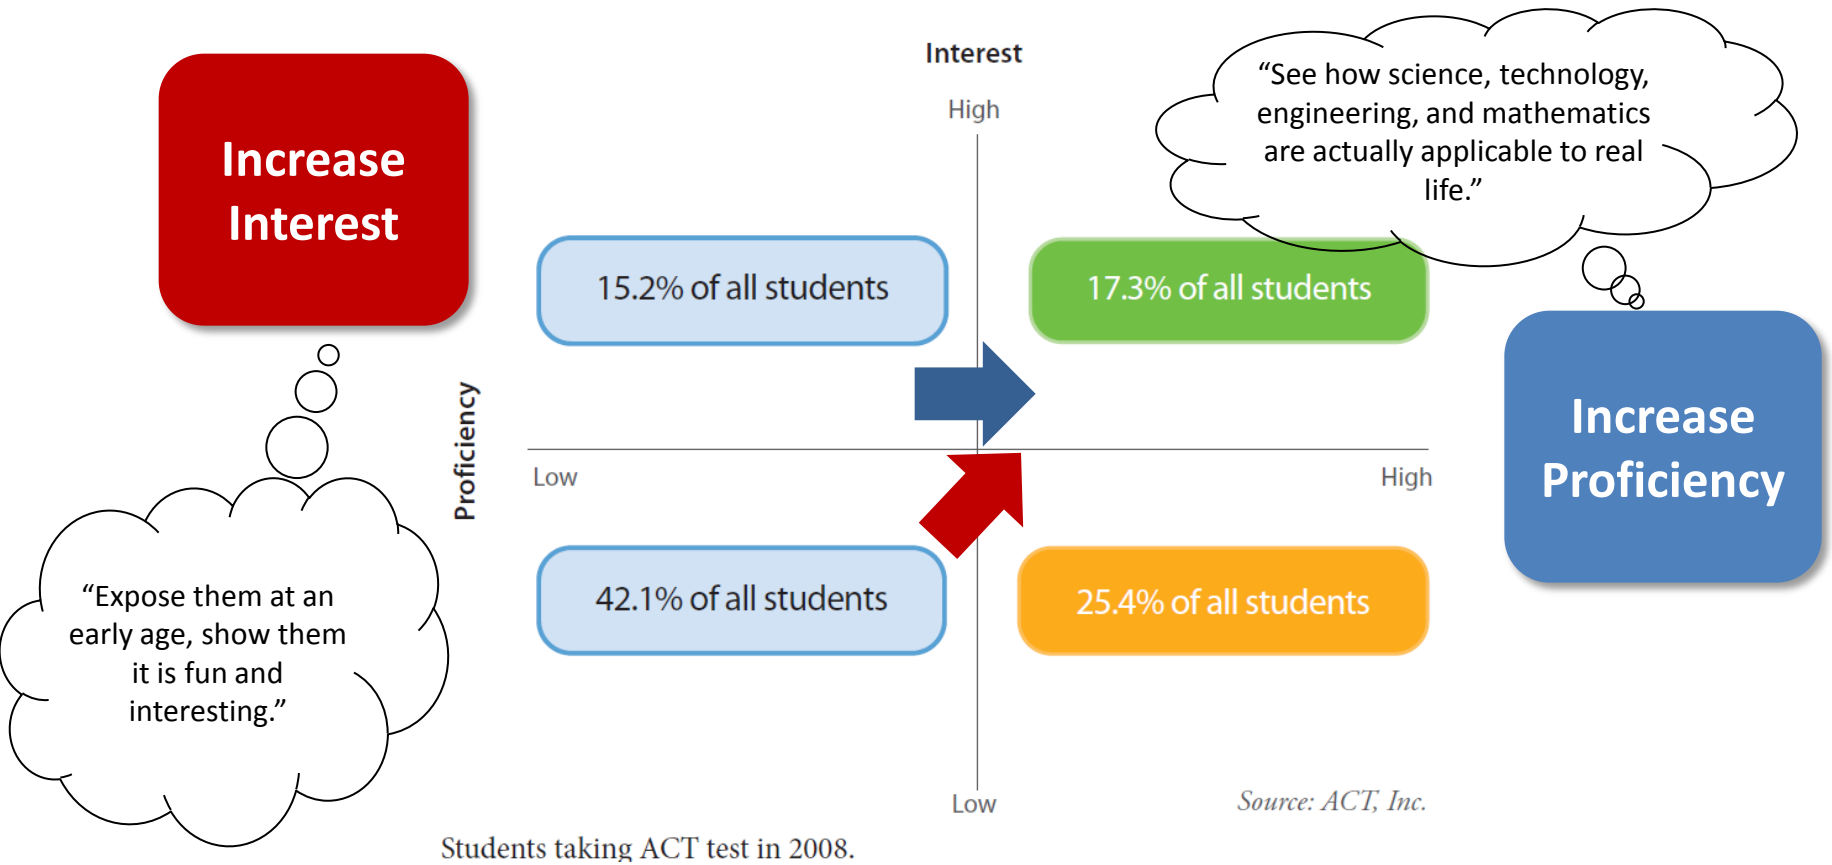 Interest
High
“See how science, technology,
engineering, and mathematics
are actually applicable to real
life.”
Increase
Interest
15.2% of all students
17.3% of all students
Proficiency
Low
High
Increase
Proficiency
“Expose them at an
early age, show them
it is fun and
interesting.”
42.1% of all students
25.4% of all students
Low
Source: ACT, Inc.
Students taking ACT test in 2008.